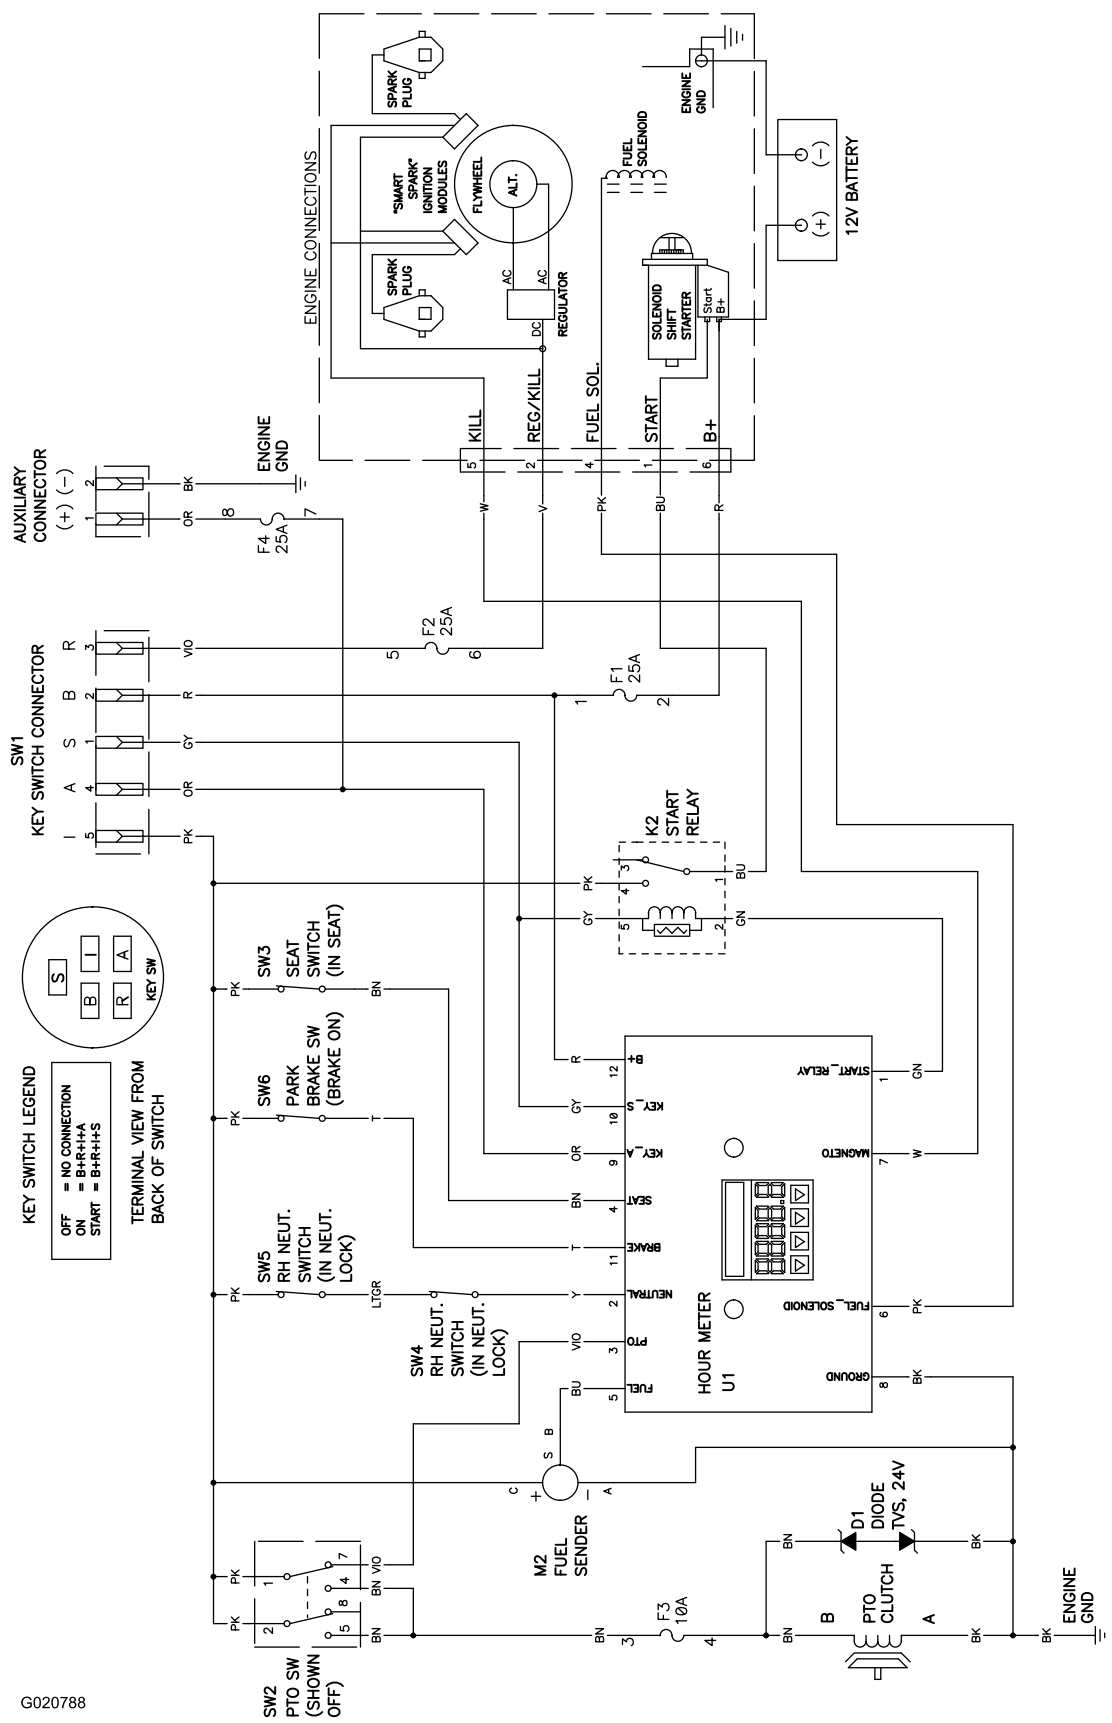 ENGINE CONNECTIONS
SPARK
PLUG
"SMART
SPARK"
IGNITION
MODULES
FLYWHEEL
ALT.
SPARK
PLUG
AC
AC
DC
REGULATOR
FUEL
SOLENOID
ENGINE
GND
SOLENOID
SHIFT
STARTER
Start
B+
(-)
(+)
12V BATTERY
KILL
REG/KILL
FUEL SOL.
START
B+
5
2
4
1
6
W
V
PK
BU
R
AUXILIARY
CONNECTOR
(+) (-)
1
2
OR
BK
8
F4
25A
7
ENGINE
GND
SW1
KEY SWITCH CONNECTOR
I
A
S
B
R
5
4
1
2
3
PK
OR
GY
R
VIO
5
F2
25A
6
1
F1
25A
2
K2
START
RELAY
3
4
5
1
2
PK
GY
BU
GN
KEY SWITCH LEGEND
OFF = NO CONNECTION
ON = B+R+I+A
START = B+R+I+S
TERMINAL VIEW FROM
BACK OF SWITCH
S
B
I
R
A
KEY SW
PK
SW3
SEAT
SWITCH
(IN SEAT)
BN
PK
SW6
PARK
BRAKE SW
(BRAKE ON)
T
PK
SW5
RH NEUT.
SWITCH
(IN NEUT.
LOCK)
LTGR
SW4
RH NEUT.
SWITCH
(IN NEUT.
LOCK)
R
GY
OR
BN
T
Y
VIO
BU
12
10
9
4
11
2
3
5
B+
KEY_S
KEY_A
SEAT
BRAKE
NEUTRAL
PTO
FUEL
HOUR METER
U1
START_RELAY
MAGNETO
FUEL_SOLENOID
GROUND
1
7
6
8
GN
W
PK
BK
M2
FUEL
SENDER
C
+
S
B
–
A
SW2
PTO SW
(SHOWN
OFF)
PK
PK
1
2
7
4
8
5
VIO
BN
BN
BN
3
F3
10A
4
BN
BN
B
PTO
CLUTCH
A
D1
DIODE
TVS, 24V
BK
BK
BK
ENGINE
GND
G020788